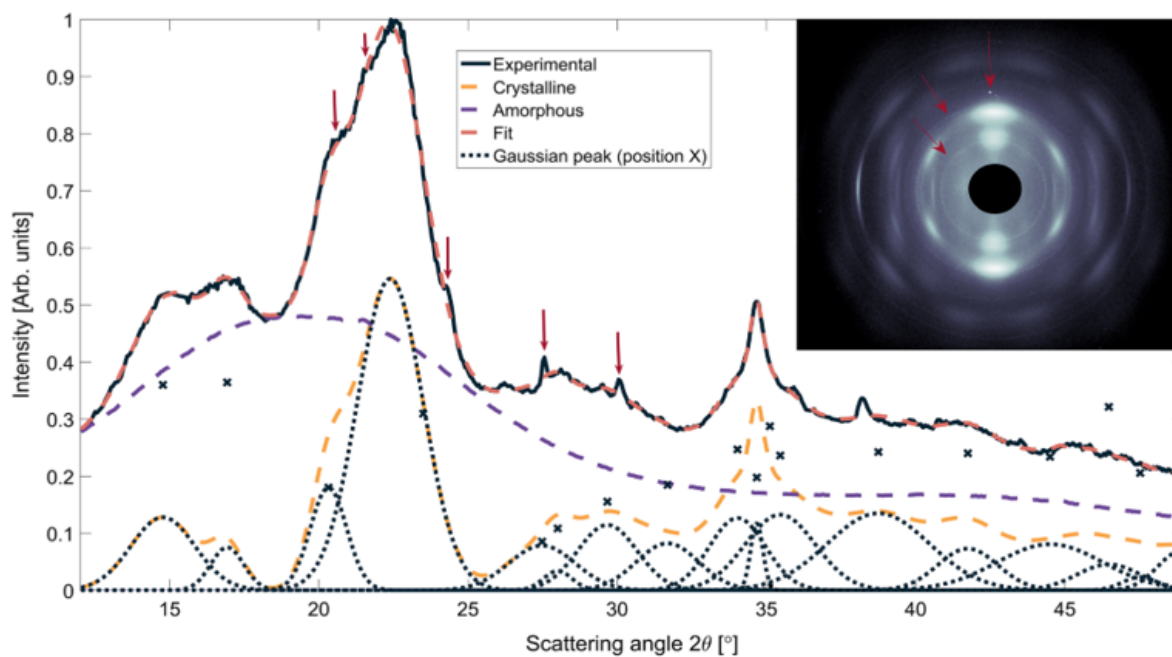 1
0.9
0.8
0.7
0.6
0.5
0.4
0.3
0.2
0.1
0
Intensity [Arb. units]
Experimental
Crystalline
Amorphous
Fit
Gaussian peak (position X)
15 20 25 30 35 40 45
Scattering angle 2θ [°]